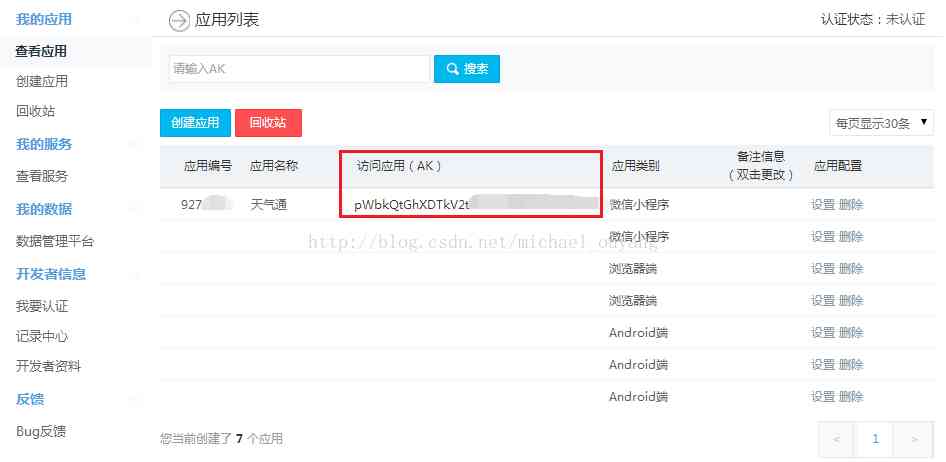 我的应用
查看应用
创建应用
回收站
我的服务
查看服务
我的数据
数据管理平台
开发者信息
我要认证
记录中心
开发者资料
反馈
Bug反馈
应用列表
认证状态：未认证
请输入AK
搜索
创建应用 回收站
每页显示30条
应用编号 应用名称 访问应用（AK） 应用类别 备注信息（双击更改） 应用配置
927 天气通 pWbkQtGhXDTkV2t 微信小程序 设置 删除
微信小程序 设置 删除
http://blog.csdn.net/michael_ouyang
浏览器端 设置 删除
浏览器端 设置 删除
Android端 设置 删除
Android端 设置 删除
Android端 设置 删除
您当前创建了 7 个应用
< 1 >